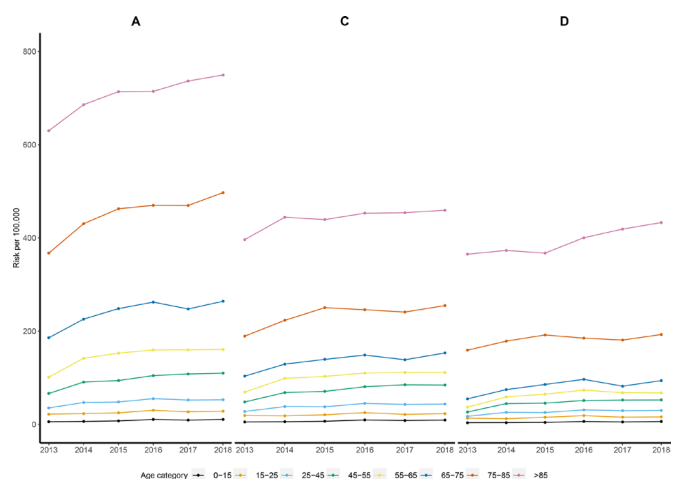 A C D
800
600
400
200
0
Risk per 100.000
2013 2014 2015 2016 2017 2018 2013 2014 2015 2016 2017 2018 2013 2014 2015 2016 2017 2018
Age category 0−15 15−25 25−45 45−55 55−65 65−75 75−85 >85